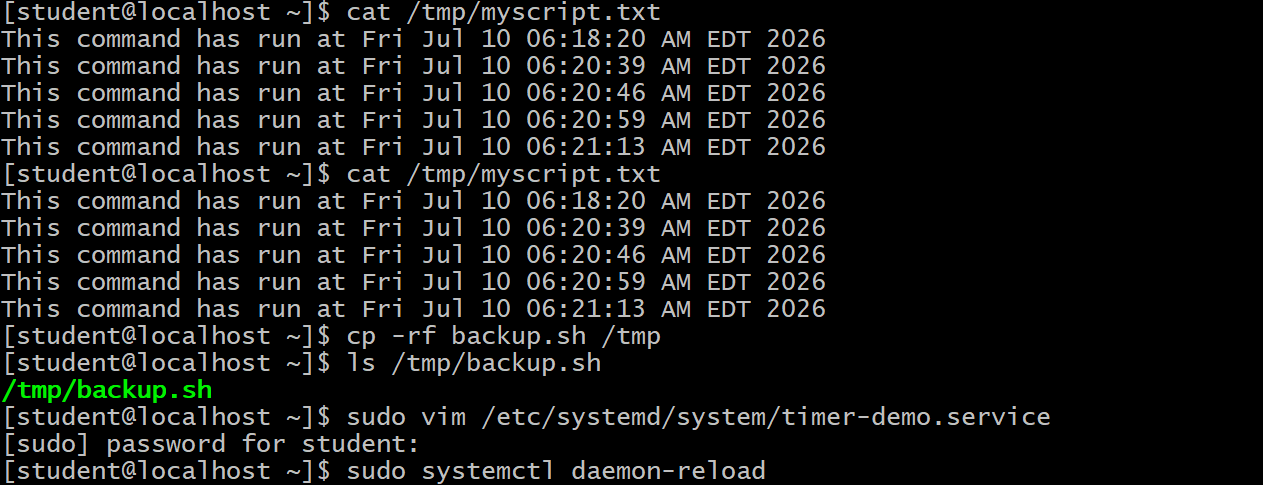 [student@localhost ~]$ cat /tmp/myscript.txt
This command has run at Fri Jul 10 06:18:20 AM EDT 2026
This command has run at Fri Jul 10 06:20:39 AM EDT 2026
This command has run at Fri Jul 10 06:20:46 AM EDT 2026
This command has run at Fri Jul 10 06:20:59 AM EDT 2026
This command has run at Fri Jul 10 06:21:13 AM EDT 2026
[student@localhost ~]$ cat /tmp/myscript.txt
This command has run at Fri Jul 10 06:18:20 AM EDT 2026
This command has run at Fri Jul 10 06:20:39 AM EDT 2026
This command has run at Fri Jul 10 06:20:46 AM EDT 2026
This command has run at Fri Jul 10 06:20:59 AM EDT 2026
This command has run at Fri Jul 10 06:21:13 AM EDT 2026
[student@localhost ~]$ cp -rf backup.sh /tmp
[student@localhost ~]$ ls /tmp/backup.sh
/tmp/backup.sh
[student@localhost ~]$ sudo vim /etc/systemd/system/timer-demo.service
[sudo] password for student:
[student@localhost ~]$ sudo systemctl daemon-reload